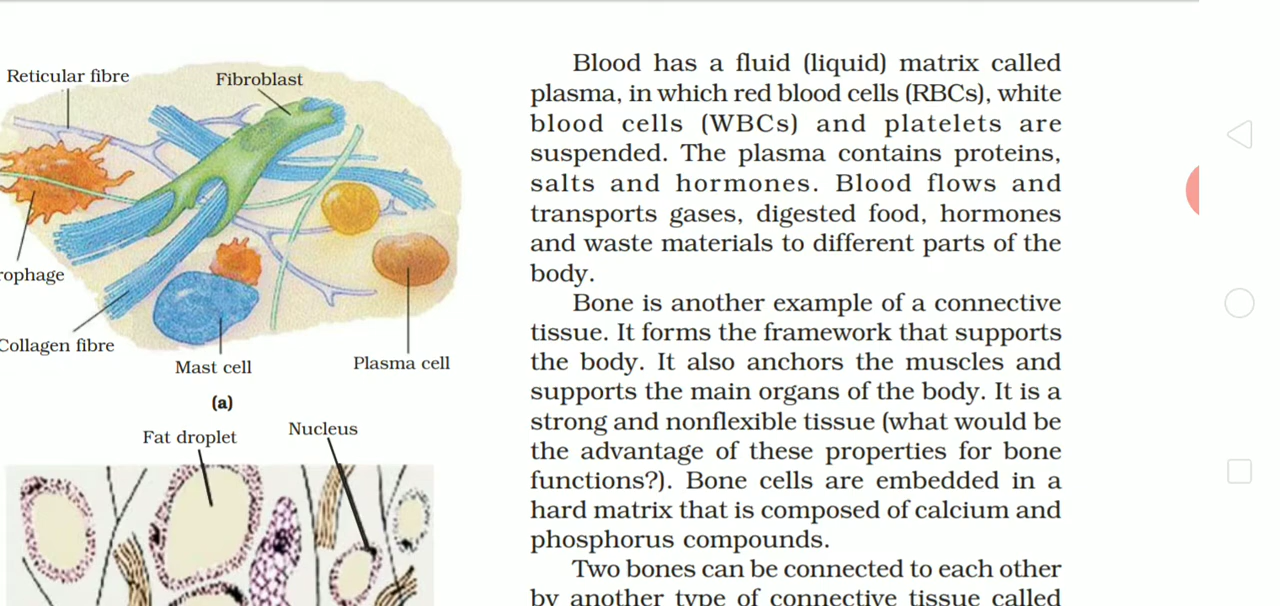 Reticular fibre
Fibroblast
rophage
Collagen fibre
Mast cell
Plasma cell
(a)
Fat droplet
Nucleus
Blood has a fluid (liquid) matrix called
plasma, in which red blood cells (RBCs), white
blood cells (WBCs) and platelets are
suspended. The plasma contains proteins,
salts and hormones. Blood flows and
transports gases, digested food, hormones
and waste materials to different parts of the
body.
Bone is another example of a connective
tissue. It forms the framework that supports
the body. It also anchors the muscles and
supports the main organs of the body. It is a
strong and nonflexible tissue (what would be
the advantage of these properties for bone
functions?). Bone cells are embedded in a
hard matrix that is composed of calcium and
phosphorus compounds.
Two bones can be connected to each other
by another type of connective tissue called